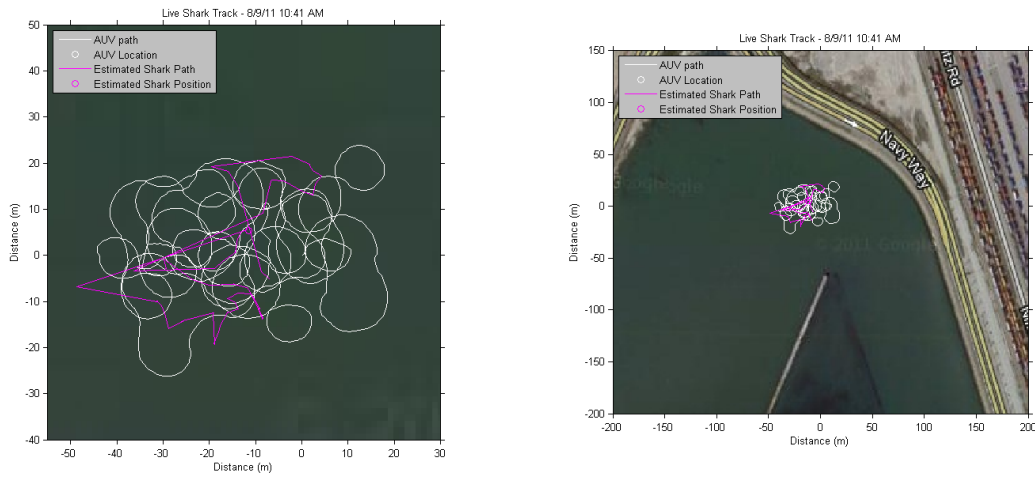 Live Shark Track - 8/9/11 10:41 AM
AUV path
AUV Location
Estimated Shark Path
Estimated Shark Position
50
40
30
20
10
0
-10
-20
-30
-40
Distance (m)
-50 -40 -30 -20 -10 0 10 20 30
Distance (m)
Live Shark Track - 8/9/11 10:41 AM
AUV path
AUV Location
Estimated Shark Path
Estimated Shark Position
150
100
50
0
-50
-100
-150
-200
Distance (m)
-200 -150 -100 -50 0 50 100 150 200
Distance (m)
Navy Way
tz Rd
© 2011 Google